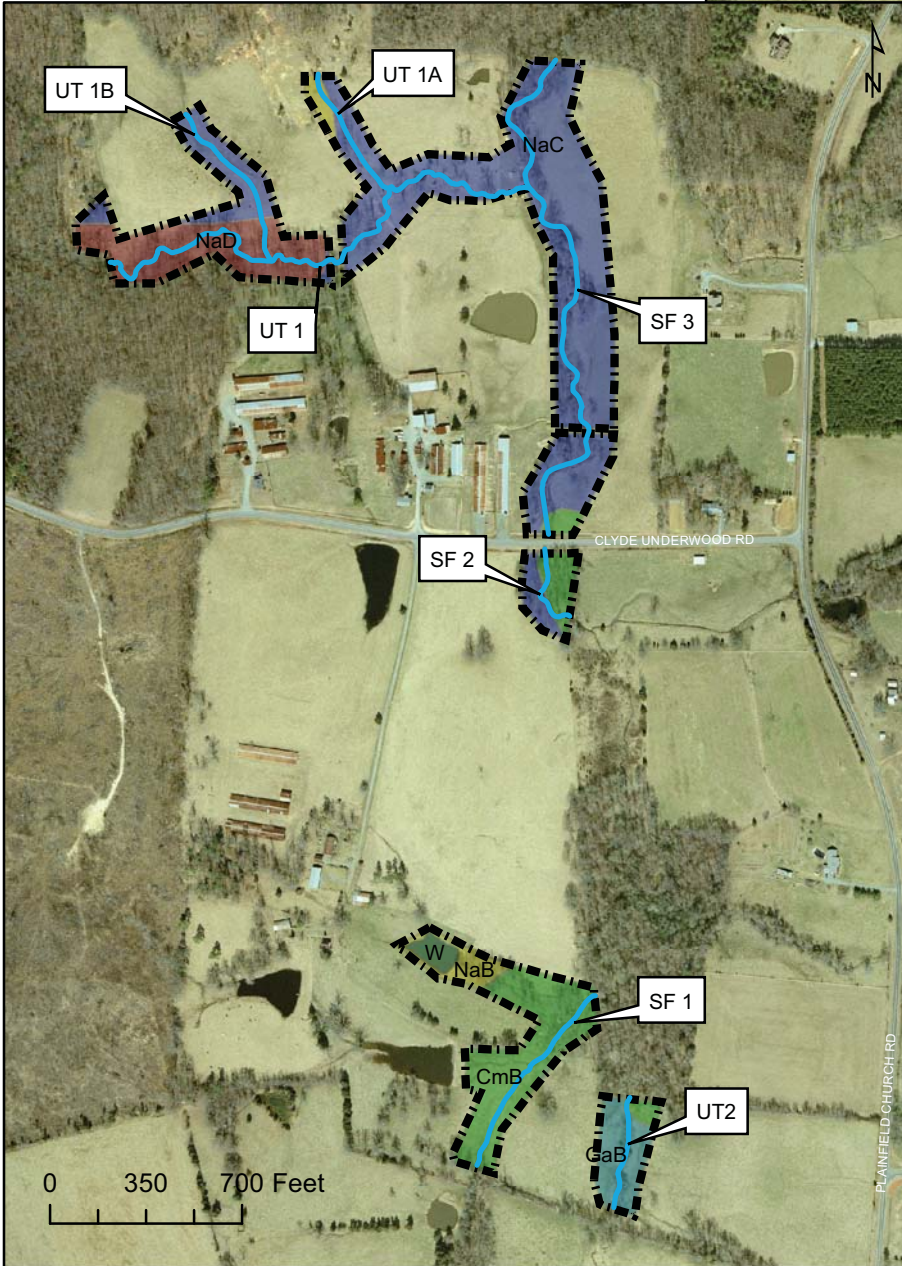 N
UT 1B
UT 1A
NaC
NaD
UT 1
SF 3
CLYDE UNDERWOOD RD
SF 2
W
NaB
SF 1
CmB
UT2
GaB
PLAINFIELD CHURCH RD
0 350 700 Feet